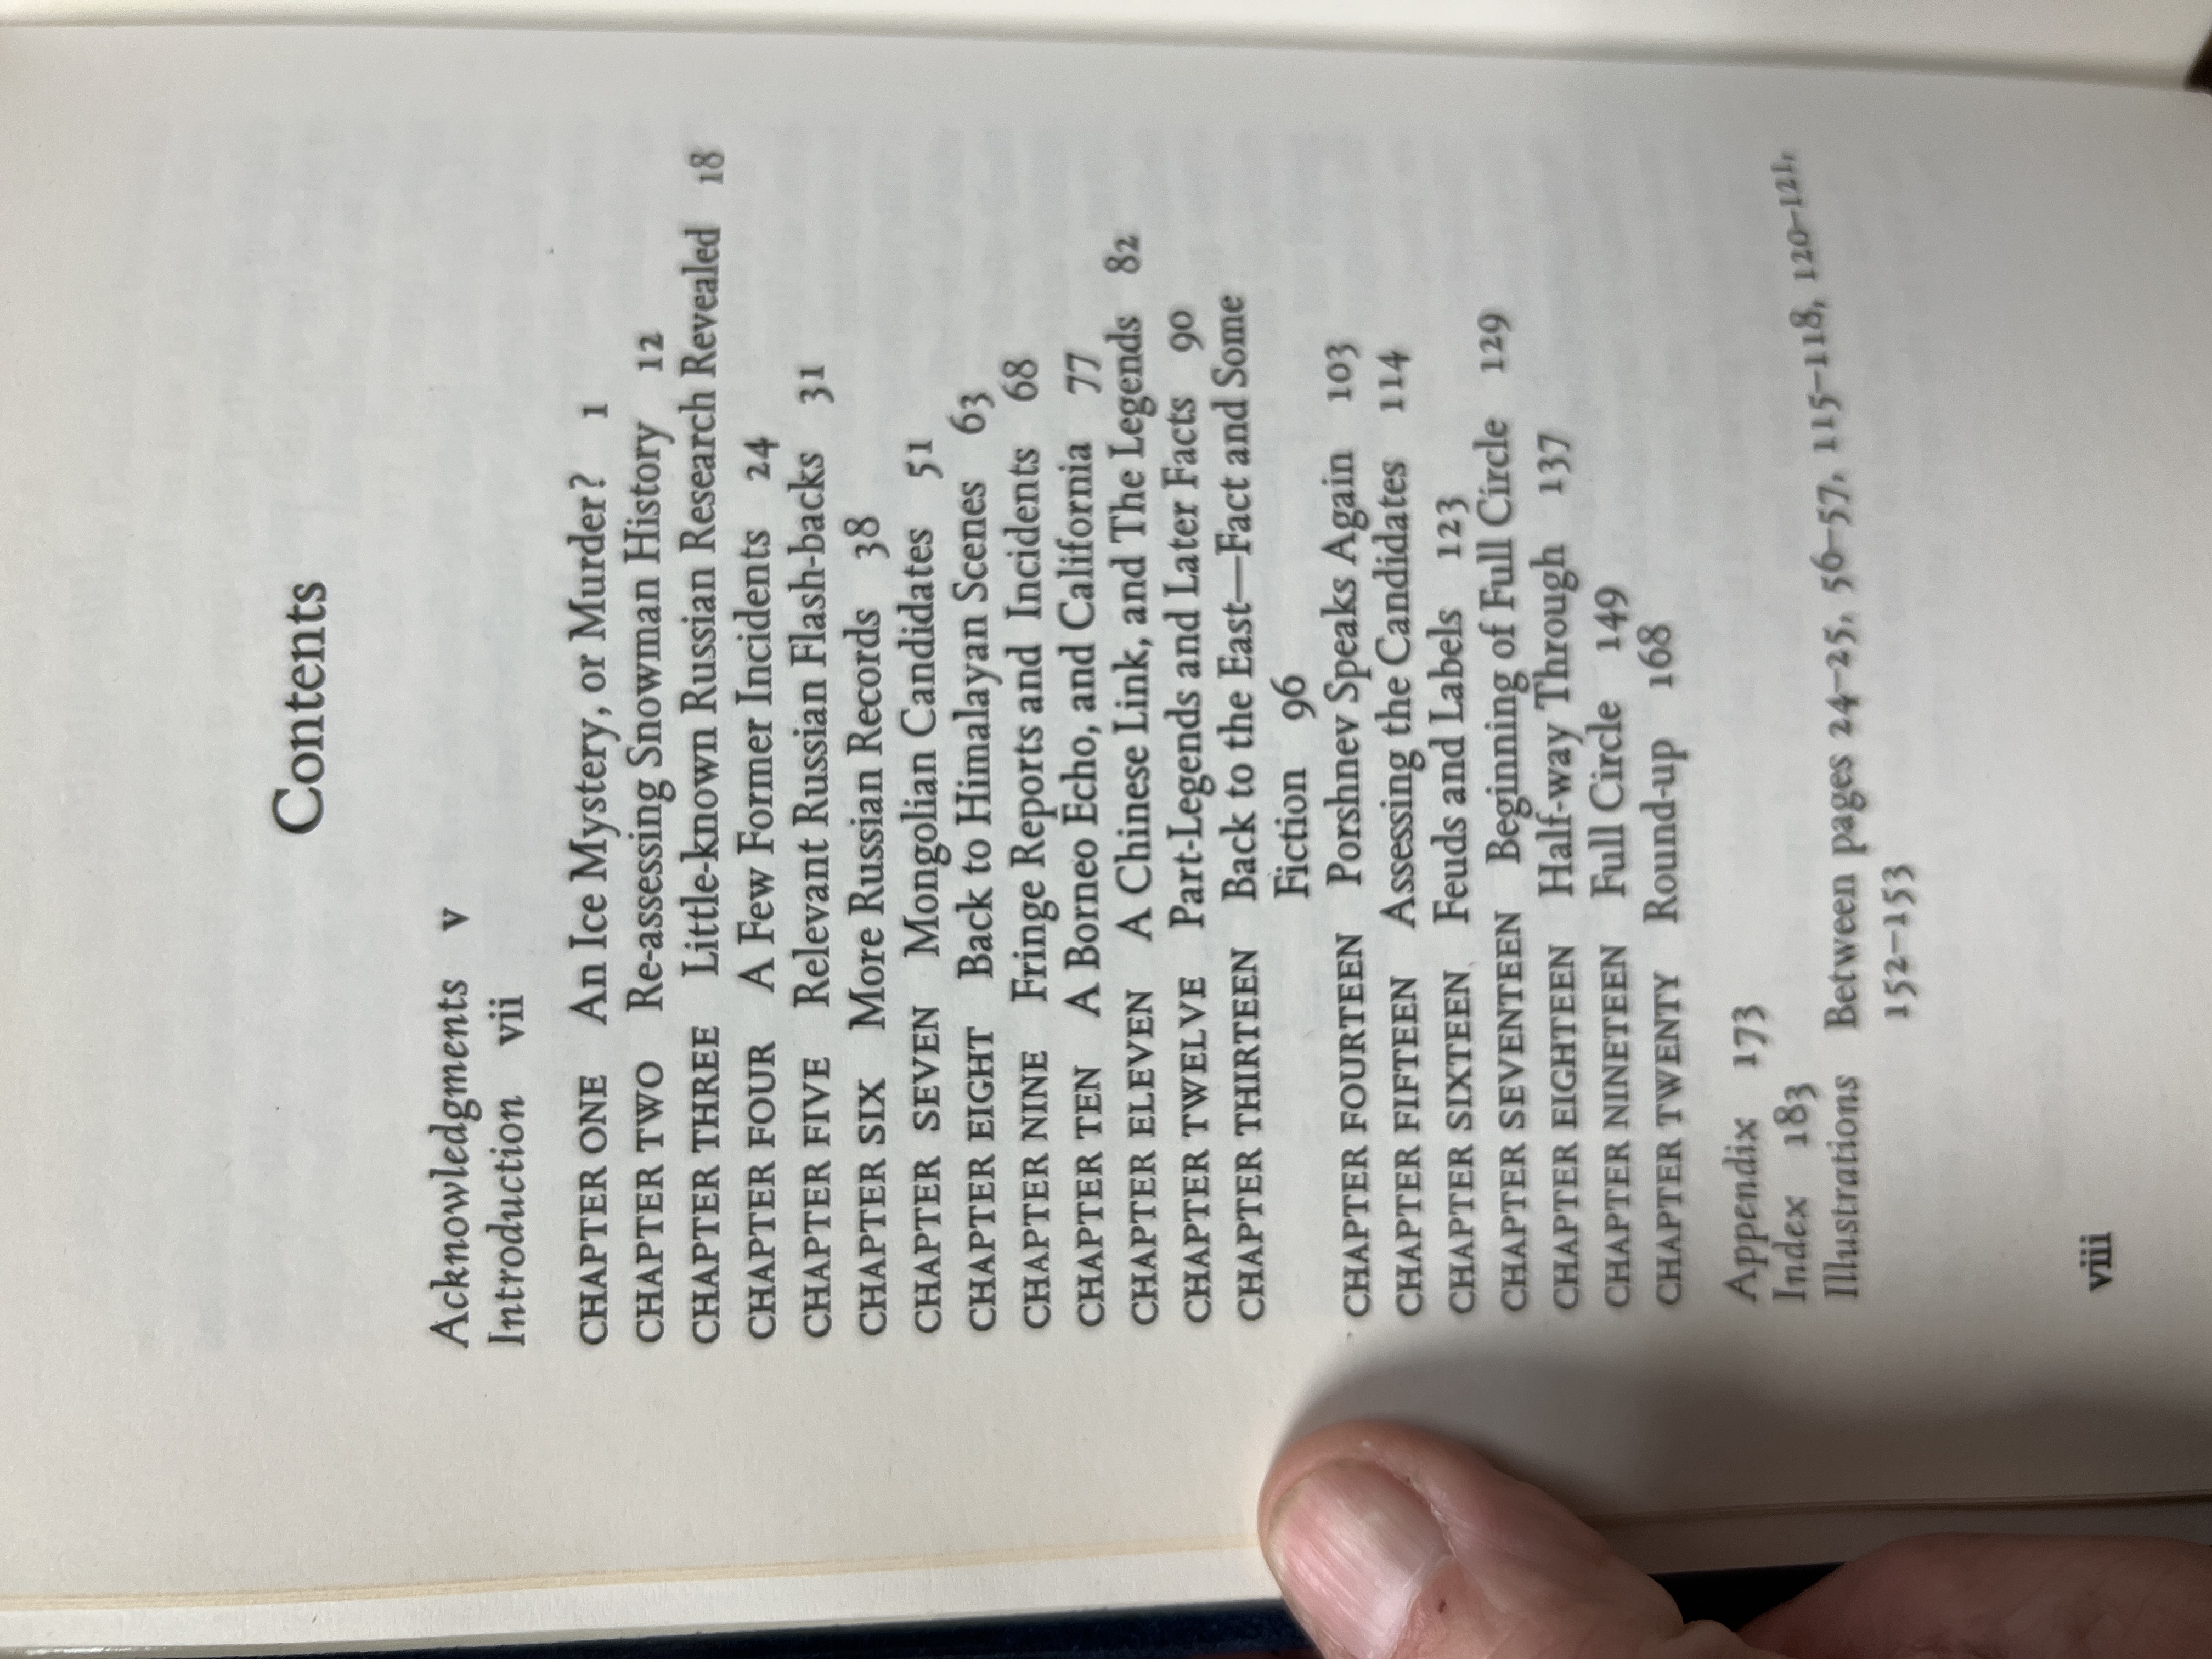 Contents
Acknowledgments v
Introduction vii
CHAPTER ONE An Ice Mystery, or Murder? 1
CHAPTER TWO Re-assessing Snowman History 12
CHAPTER THREE Little-known Russian Research Revealed 18
CHAPTER FOUR A Few Former Incidents 24
CHAPTER FIVE Relevant Russian Flash-backs 31
CHAPTER SIX More Russian Records 38
CHAPTER SEVEN Mongolian Candidates 51
CHAPTER EIGHT Back to Himalayan Scenes 63
CHAPTER NINE Fringe Reports and Incidents 68
CHAPTER TEN A Borneo Echo, and California 77
CHAPTER ELEVEN A Chinese Link, and The Legends 82
CHAPTER TWELVE Part-Legends and Later Facts 90
CHAPTER THIRTEEN Back to the East—Fact and Some
Fiction 96
CHAPTER FOURTEEN Porshnev Speaks Again 103
CHAPTER FIFTEEN Assessing the Candidates 114
CHAPTER SIXTEEN Feuds and Labels 123
CHAPTER SEVENTEEN Beginning of Full Circle 129
CHAPTER EIGHTEEN Half-way Through 137
CHAPTER NINETEEN Full Circle 149
CHAPTER TWENTY Round-up 168
Appendix 173
Index 183
Illustrations Between pages 24–25, 56–57, 115–118, 120–121,
152–153
viii